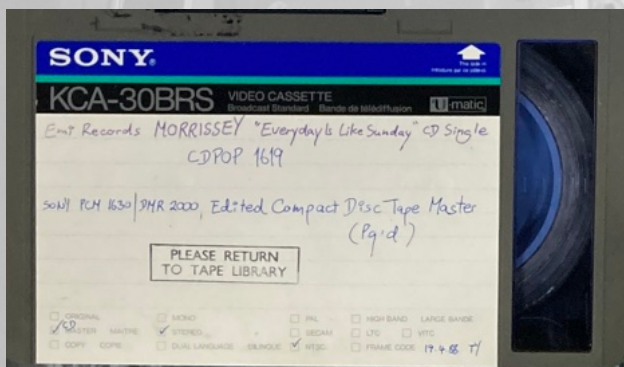 SONY®
KCA-30BRS VIDEO CASSETTE
Broadcast Standard Bande de télédiffusion U-matic
Emi Records MORRISSEY "Everyday Is Like Sunday" CD Single
CDPOP 1619
SONY PCM 1630/DMR 2000, Edited Compact Disc Tape Master
(Pq'd)
PLEASE RETURN
TO TAPE LIBRARY
ORIGINAL MONO PAL HIGH BAND LARGE BANDE
CD MASTER MAITRE STEREO SECAM LTC VITC
COPY COPIE DUAL LANGUAGE BILINGUE NTSC FRAME CODE 19.4.88